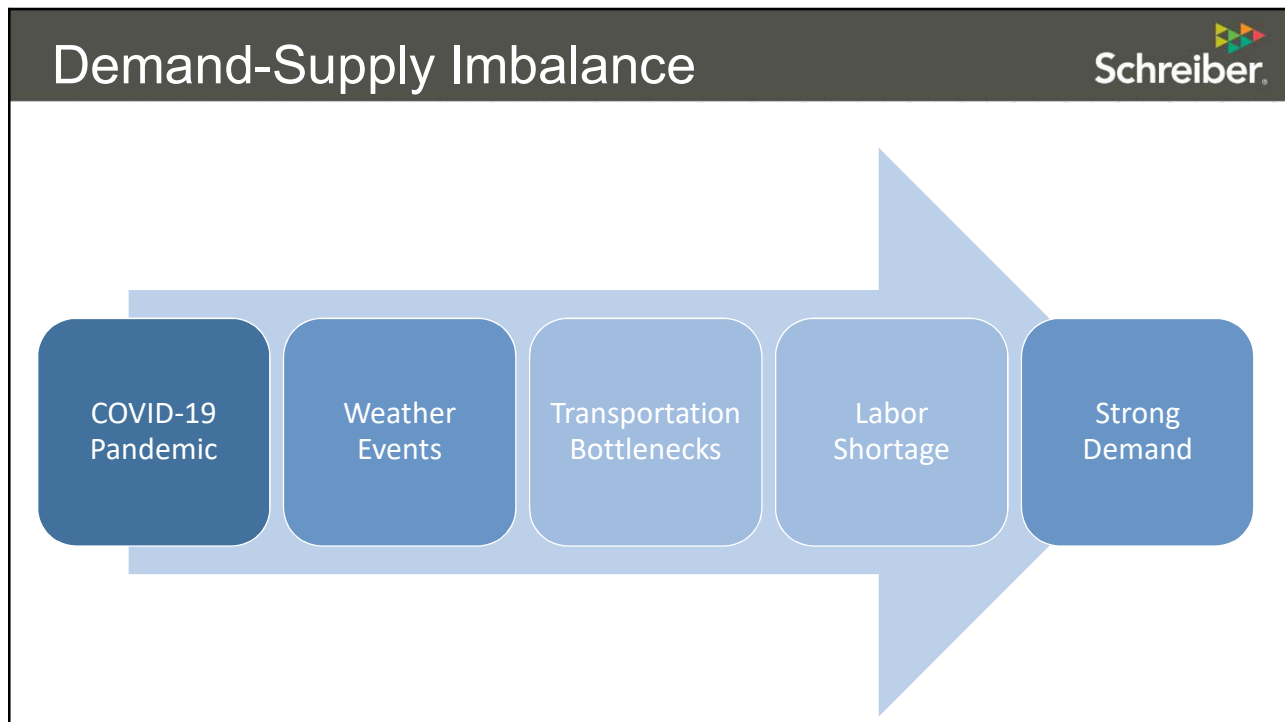 Demand-Supply Imbalance
Schreiber®
COVID-19
Pandemic
Weather
Events
Transportation
Bottlenecks
Labor
Shortage
Strong
Demand